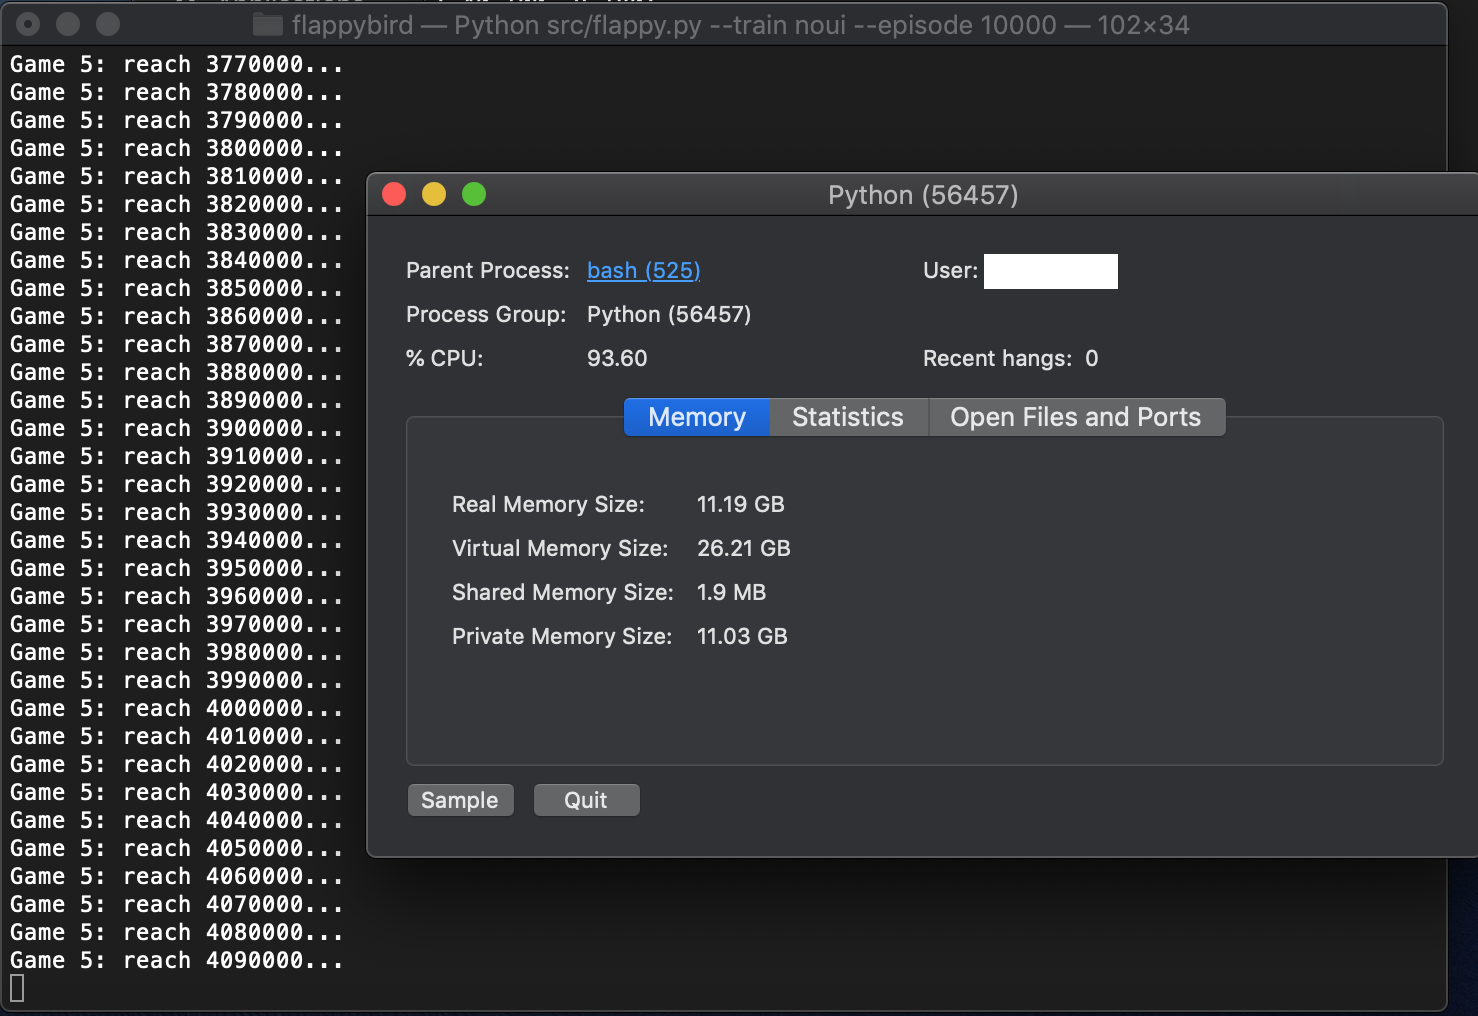 flappybird — Python src/flappy.py --train noui --episode 10000 — 102×34
Game 5: reach 3770000...
Game 5: reach 3780000...
Game 5: reach 3790000...
Game 5: reach 3800000...
Game 5: reach 3810000...
Game 5: reach 3820000...
Game 5: reach 3830000...
Game 5: reach 3840000...
Game 5: reach 3850000...
Game 5: reach 3860000...
Game 5: reach 3870000...
Game 5: reach 3880000...
Game 5: reach 3890000...
Game 5: reach 3900000...
Game 5: reach 3910000...
Game 5: reach 3920000...
Game 5: reach 3930000...
Game 5: reach 3940000...
Game 5: reach 3950000...
Game 5: reach 3960000...
Game 5: reach 3970000...
Game 5: reach 3980000...
Game 5: reach 3990000...
Game 5: reach 4000000...
Game 5: reach 4010000...
Game 5: reach 4020000...
Game 5: reach 4030000...
Game 5: reach 4040000...
Game 5: reach 4050000...
Game 5: reach 4060000...
Game 5: reach 4070000...
Game 5: reach 4080000...
Game 5: reach 4090000...
Python (56457)
Parent Process: bash (525) User:
Process Group: Python (56457)
% CPU: 93.60 Recent hangs: 0
Memory Statistics Open Files and Ports
Real Memory Size: 11.19 GB
Virtual Memory Size: 26.21 GB
Shared Memory Size: 1.9 MB
Private Memory Size: 11.03 GB
Sample Quit